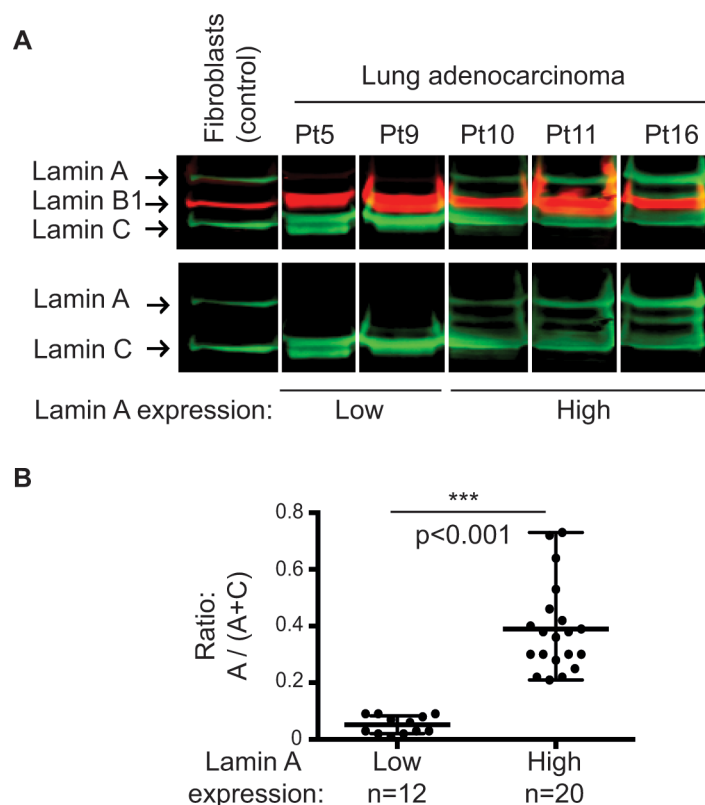 A
Fibroblasts
(control)
Lung adenocarcinoma
Pt5 Pt9 Pt10 Pt11 Pt16
Lamin A
Lamin B1
Lamin C
Lamin A
Lamin C
Lamin A expression: Low High
B
***
p<0.001
Ratio:
A / (A+C)
0.8
0.6
0.4
0.2
0
Lamin A Low High
expression: n=12 n=20